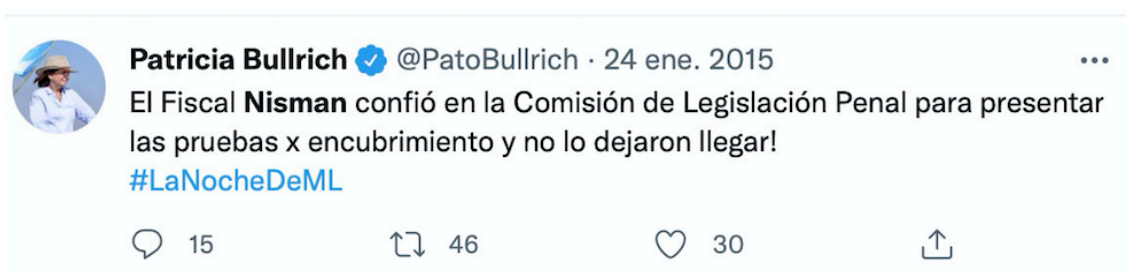 Patricia Bullrich @PatoBullrich · 24 ene. 2015
El Fiscal Nisman confió en la Comisión de Legislación Penal para presentar
las pruebas x encubrimiento y no lo dejaron llegar!
#LaNocheDeML
15 46 30